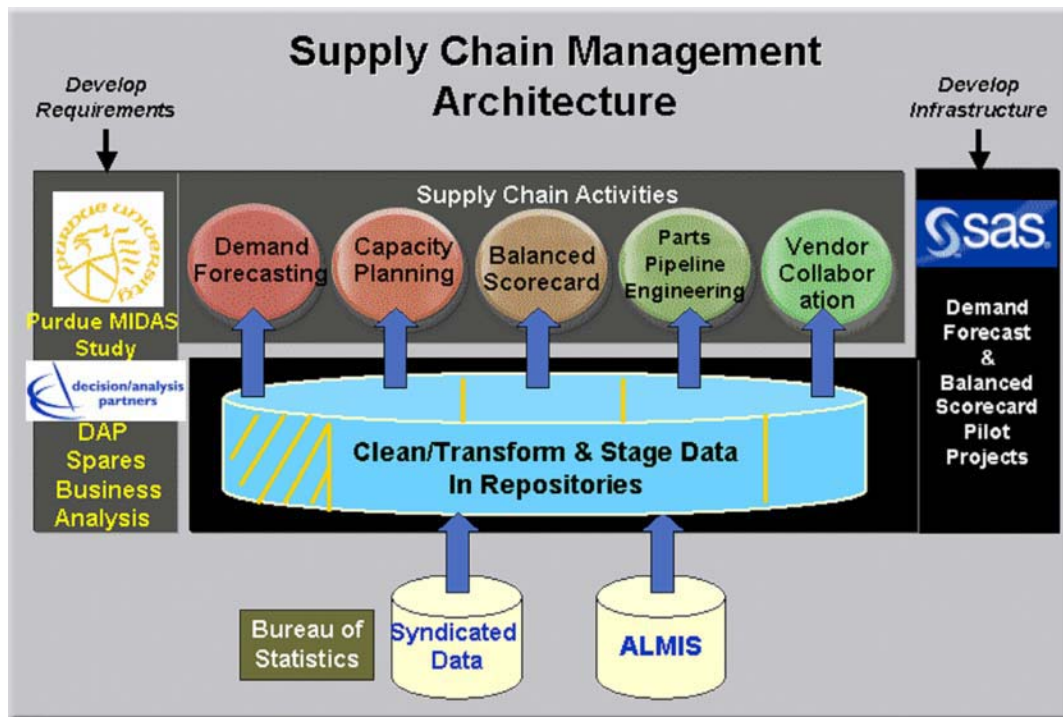 Supply Chain Management
Architecture
Develop
Requirements
Develop
Infrastructure
Supply Chain Activities
PURDUE UNIVERSITY
Purdue MIDAS
Study
decision/analysis
partners
DAP
Spares
Business
Analysis
Demand
Forecasting
Capacity
Planning
Balanced
Scorecard
Parts
Pipeline
Engineering
Vendor
Collabor
ation
sas
Demand
Forecast
&
Balanced
Scorecard
Pilot
Projects
Clean/Transform & Stage Data
In Repositories
Bureau of
Statistics
Syndicated
Data
ALMIS